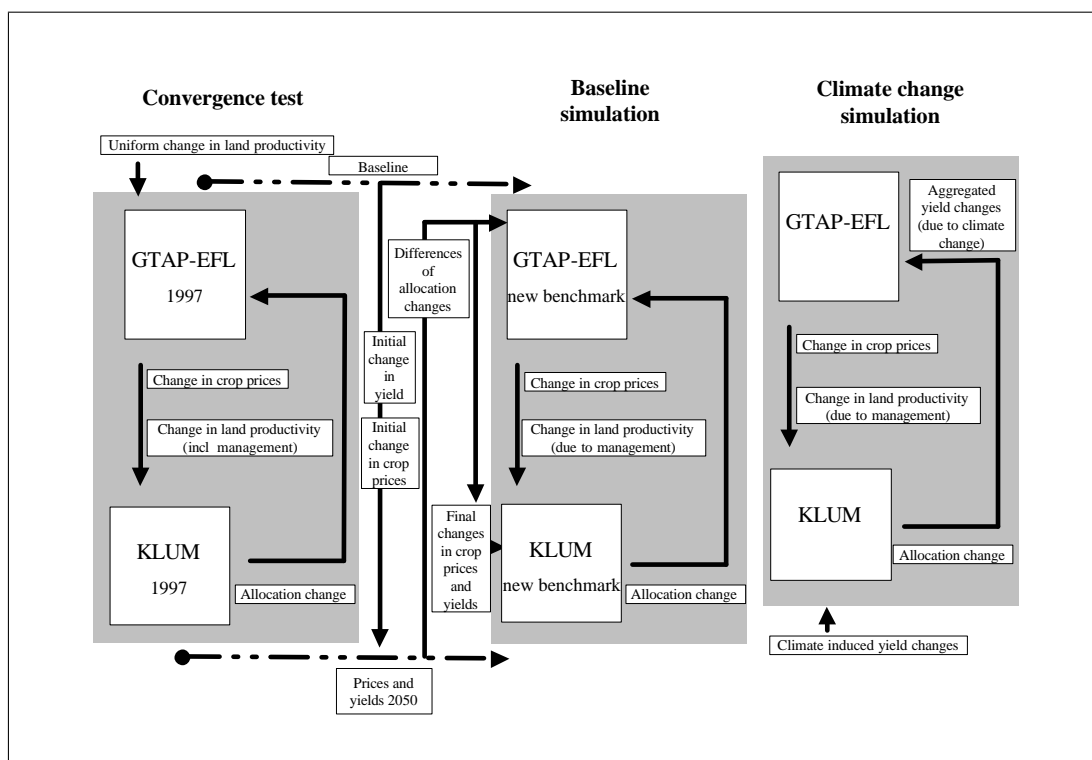 Convergence test
Baseline
simulation
Climate change
simulation
Uniform change in land productivity
Baseline
GTAP-EFL
1997
Change in crop prices
Change in land productivity
(incl management)
KLUM
1997
Allocation change
Initial
change
in
yield
Initial
change
in crop
prices
Differences of
allocation
changes
Final
changes
in crop
prices
and
yields
Prices and
yields 2050
GTAP-EFL
new benchmark
Change in crop prices
Change in land productivity
(due to management)
KLUM
new benchmark
Allocation change
GTAP-EFL
Aggregated
yield changes
(due to climate
change)
Change in crop prices
Change in land productivity
(due to management)
KLUM
Allocation change
Climate induced yield changes